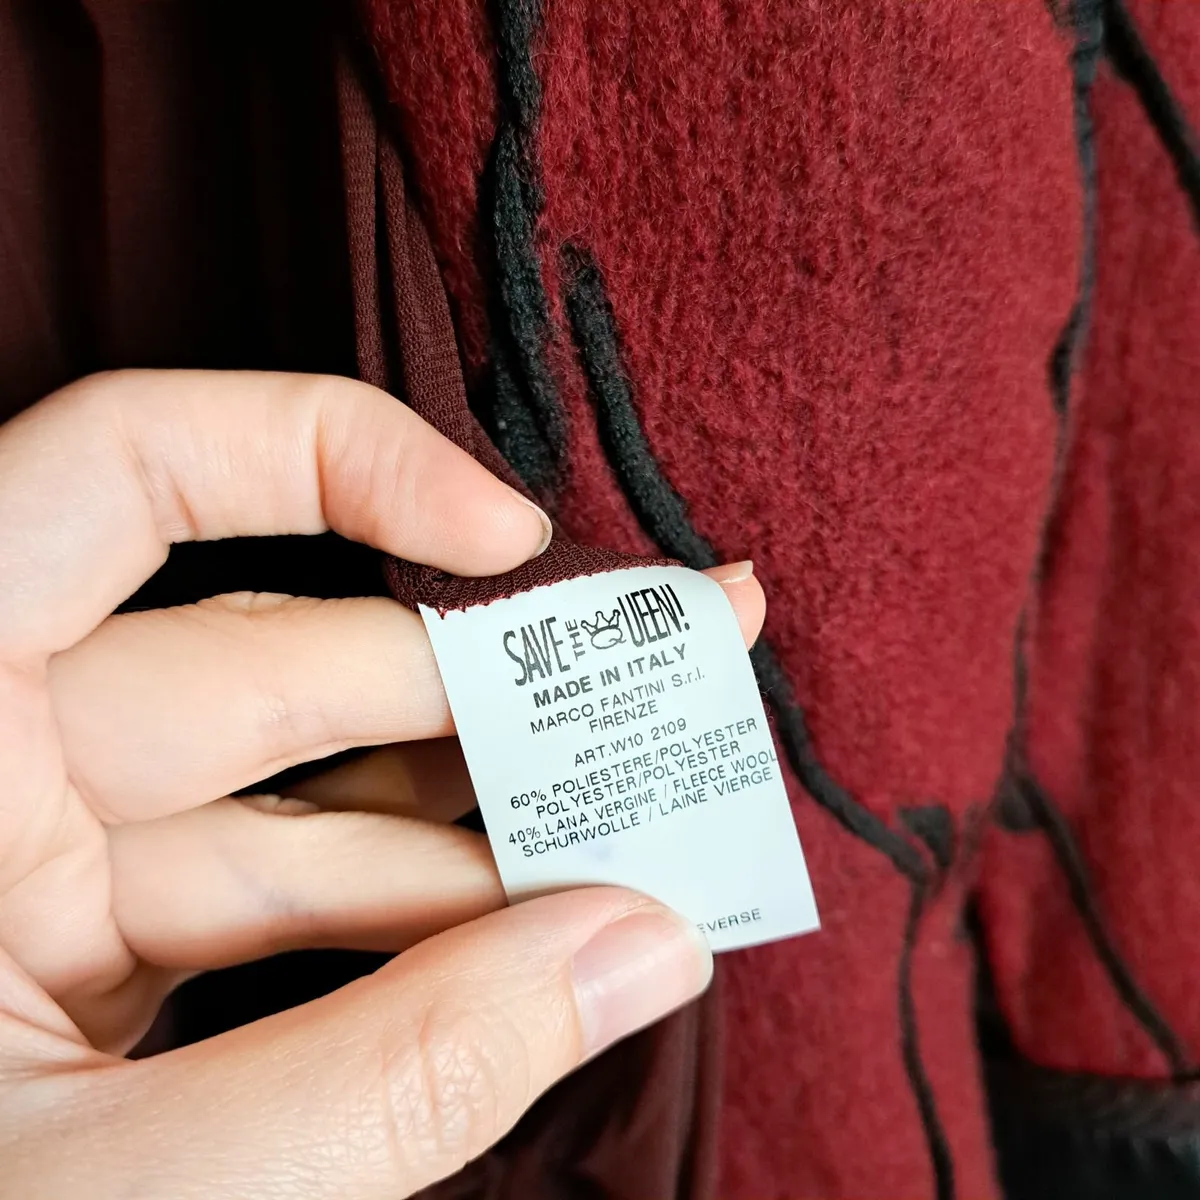 SAVE THE QUEEN!
MADE IN ITALY
MARCO FANTINI S.r.l.
FIRENZE
ART.W10 2109
60% POLIESTERE/POLYESTER
POLYESTER/POLYESTER
40% LANA VERGINE / FLEECE WOOL
SCHURWOLLE / LAINE VIERGE
EVERSE